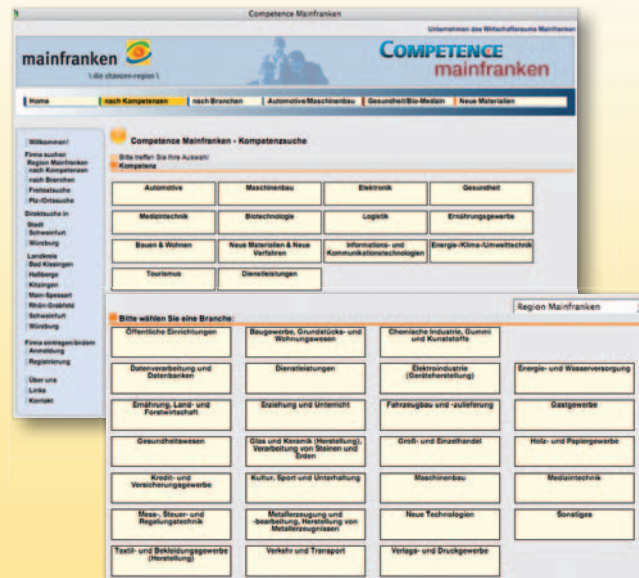 Competence Mainfranken
Unternehmen des Wirtschaftsraums Mainfranken
mainfranken
\ die chancen-region \
COMPETENCE
mainfranken
Home
nach Kompetenzen
nach Branchen
Automotive/Maschinenbau
Gesundheit/Bio-Medizin
Neue Materialien
Willkommen!
Firma suchen
Region Mainfranken
nach Kompetenzen
nach Branchen
Freitextsuche
Plz-/Ortssuche
Direktsuche in
Stadt
Schweinfurt
Würzburg
Landkreis
Bad Kissingen
Haßberge
Kitzingen
Main-Spessart
Rhön-Grabfeld
Schweinfurt
Würzburg
Firma eintragen/ändern
Anmeldung
Registrierung
Über uns
Links
Kontakt
Competence Mainfranken - Kompetenzsuche
Bitte treffen Sie Ihre Auswahl
Kompetenz
Automotive
Maschinenbau
Elektronik
Gesundheit
Medizintechnik
Biotechnologie
Logistik
Ernährungsgewerbe
Bauen & Wohnen
Neue Materialien & Neue
Verfahren
Informations- und
Kommunikationstechnologien
Energie-/Klima-/Umwelttechnik
Tourismus
Dienstleistungen
Region Mainfranken
Bitte wählen Sie eine Branche:
Öffentliche Einrichtungen
Baugewerbe, Grundstücks- und
Wohnungswesen
Chemische Industrie, Gummi
und Kunststoffe
Datenverarbeitung und
Datenbanken
Dienstleistungen
Elektroindustrie
(Geräteherstellung)
Energie- und Wasserversorgung
Ernährung, Land- und
Forstwirtschaft
Erziehung und Unterricht
Fahrzeugbau und -zulieferung
Gastgewerbe
Gesundheitswesen
Glas und Keramik (Herstellung),
Verarbeitung von Steinen und
Erden
Groß- und Einzelhandel
Holz- und Papiergewerbe
Kredit- und
Versicherungsgewerbe
Kultur, Sport und Unterhaltung
Maschinenbau
Medizintechnik
Mess-, Steuer- und
Regelungstechnik
Metallerzeugung und
-bearbeitung, Herstellung von
Metallerzeugnissen
Neue Technologien
Sonstiges
Textil- und Bekleidungsgewerbe
(Herstellung)
Verkehr und Transport
Verlags- und Druckgewerbe